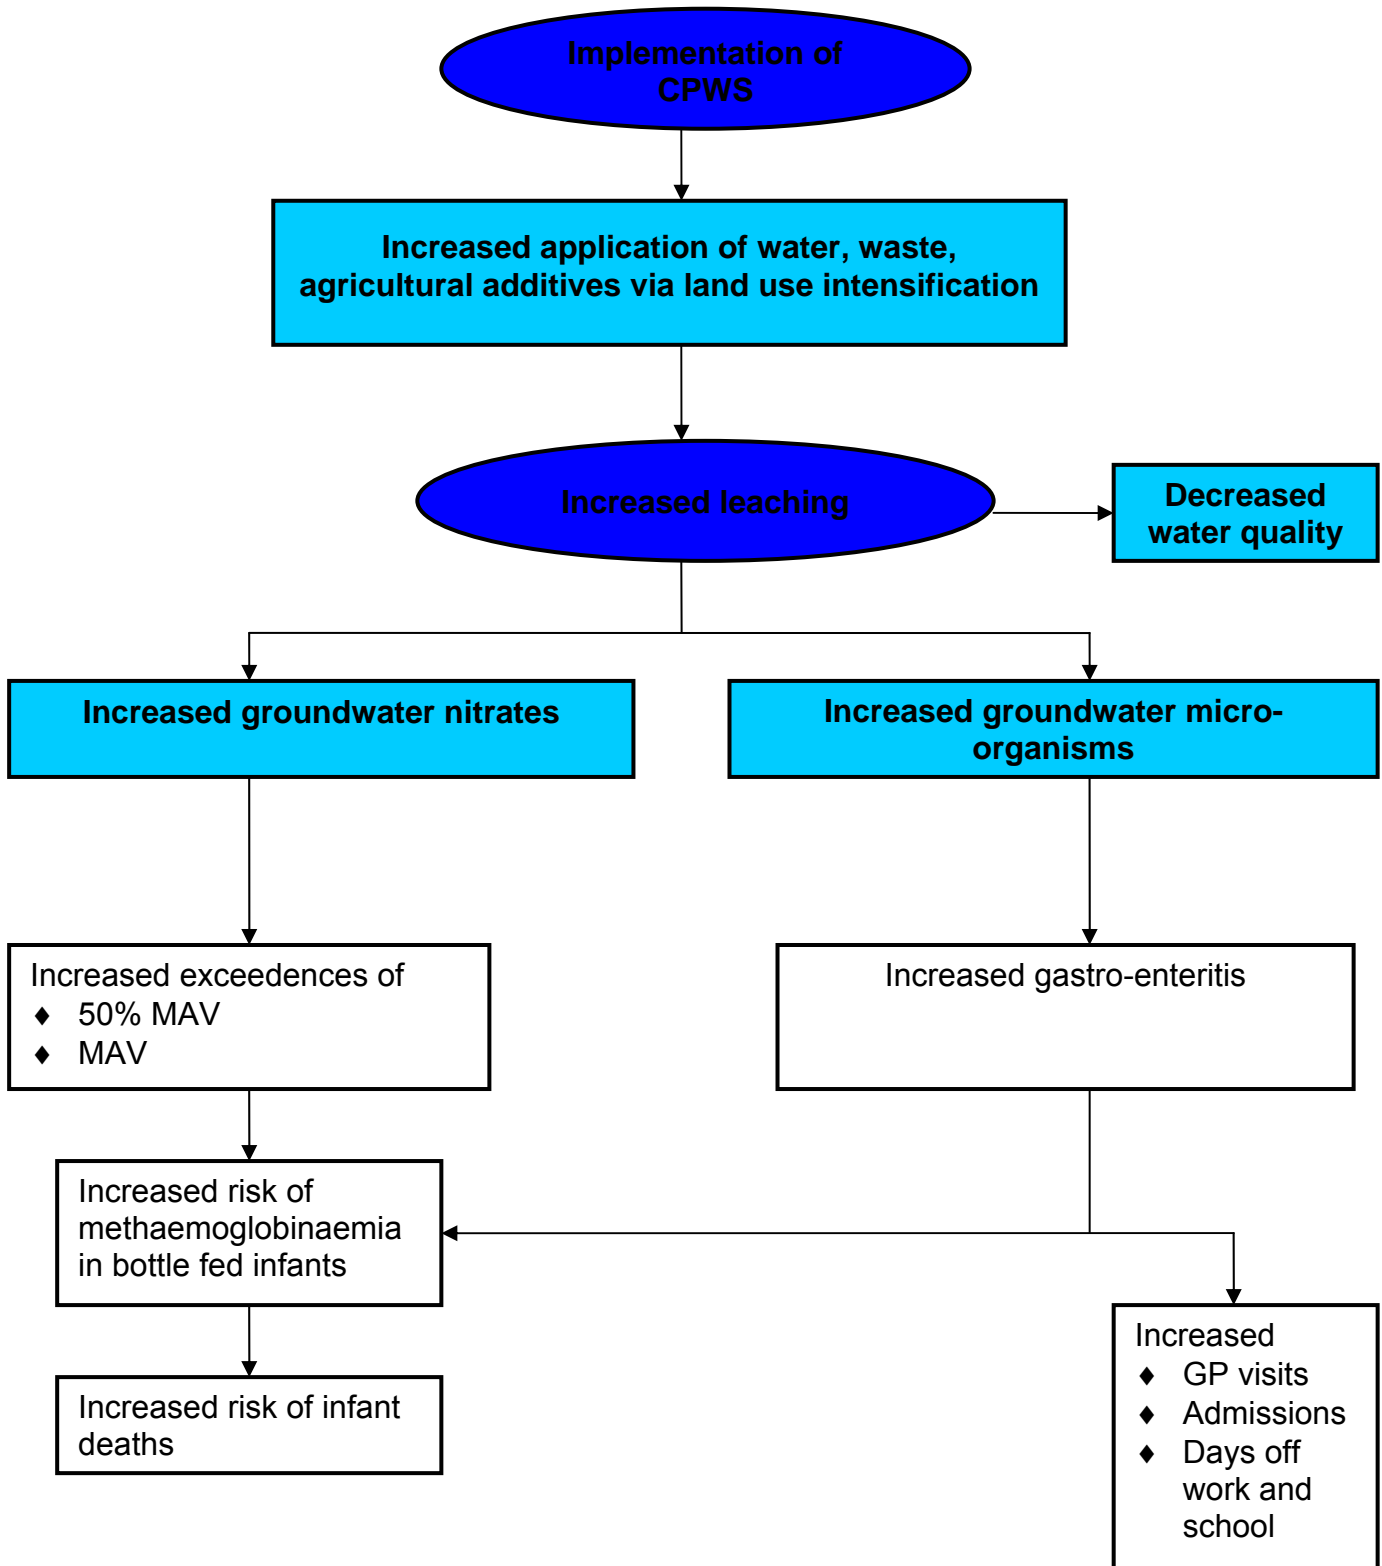 Implementation of
CPWS
Increased application of water, waste,
agricultural additives via land use intensification
Increased leaching
Decreased
water quality
Increased groundwater nitrates
Increased groundwater micro-
organisms
Increased exceedences of
♦ 50% MAV
♦ MAV
Increased gastro-enteritis
Increased risk of
methaemoglobinaemia
in bottle fed infants
Increased risk of infant
deaths
Increased
♦ GP visits
♦ Admissions
♦ Days off
work and
school